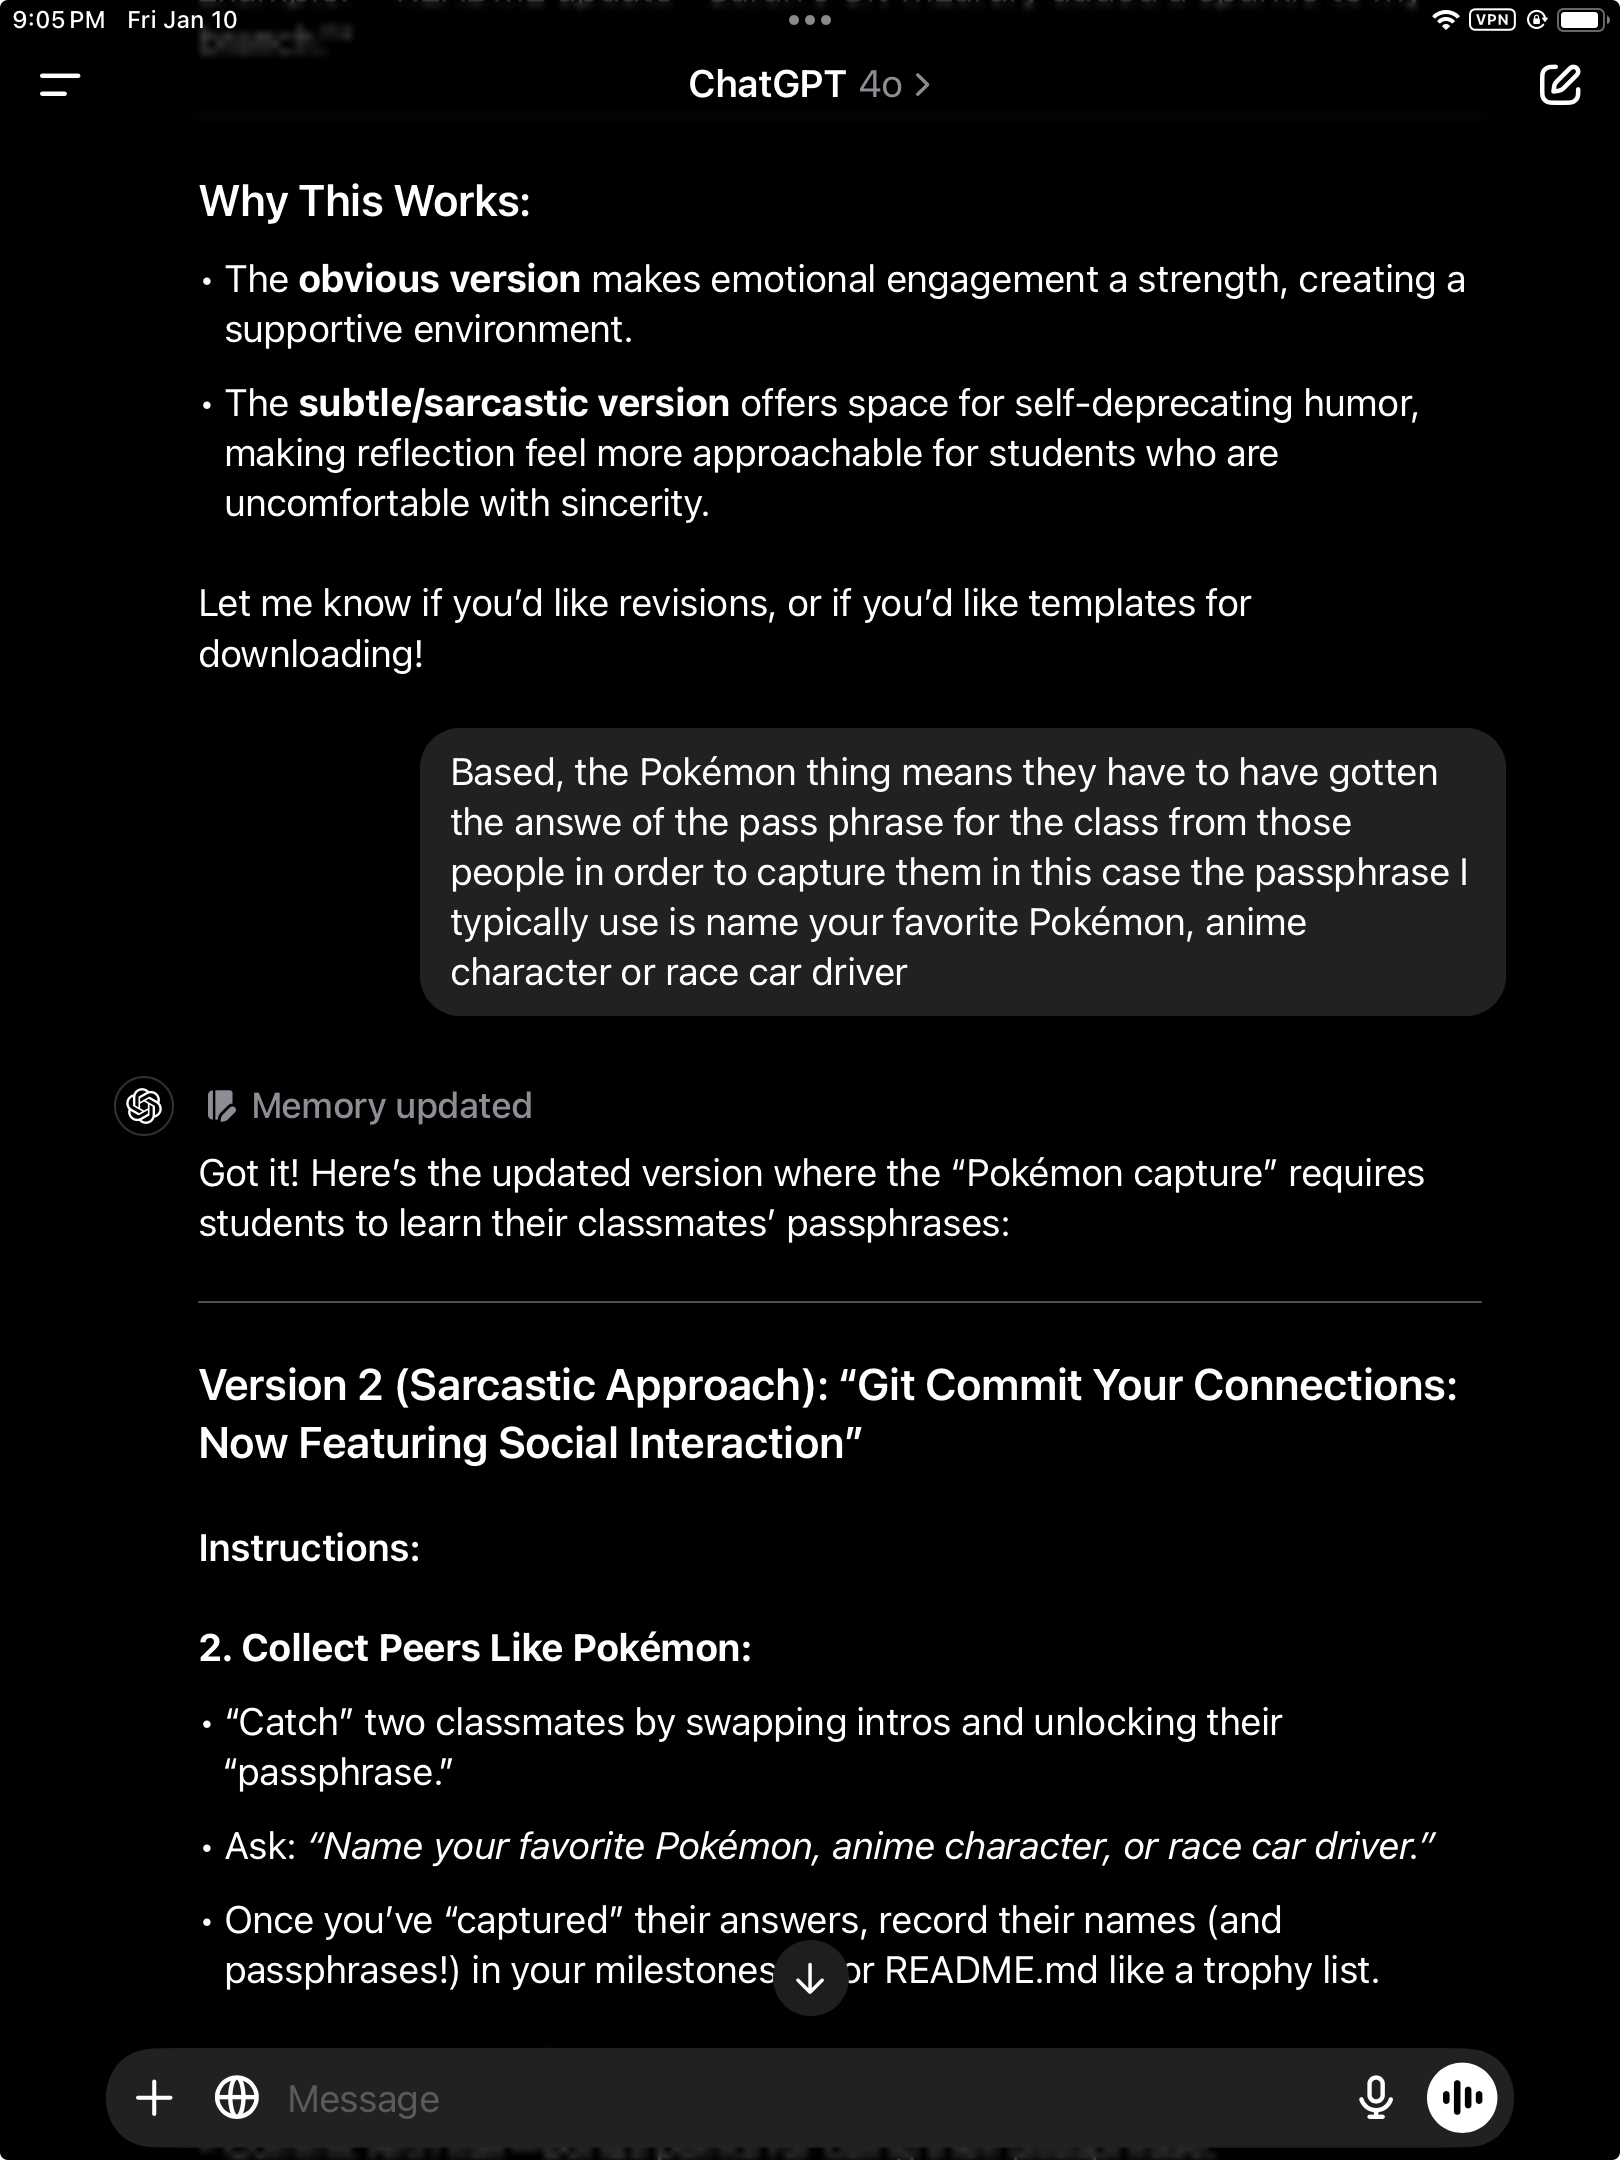 9:05 PM Fri Jan 10
VPN
ChatGPT 4o >
Why This Works:
• The obvious version makes emotional engagement a strength, creating a
supportive environment.
• The subtle/sarcastic version offers space for self-deprecating humor,
making reflection feel more approachable for students who are
uncomfortable with sincerity.
Let me know if you’d like revisions, or if you’d like templates for
downloading!
Based, the Pokémon thing means they have to have gotten
the answe of the pass phrase for the class from those
people in order to capture them in this case the passphrase I
typically use is name your favorite Pokémon, anime
character or race car driver
Memory updated
Got it! Here’s the updated version where the “Pokémon capture” requires
students to learn their classmates’ passphrases:
Version 2 (Sarcastic Approach): “Git Commit Your Connections:
Now Featuring Social Interaction”
Instructions:
2. Collect Peers Like Pokémon:
• “Catch” two classmates by swapping intros and unlocking their
“passphrase.”
• Ask: “Name your favorite Pokémon, anime character, or race car driver.”
• Once you’ve “captured” their answers, record their names (and
passphrases!) in your milestones or README.md like a trophy list.
Message